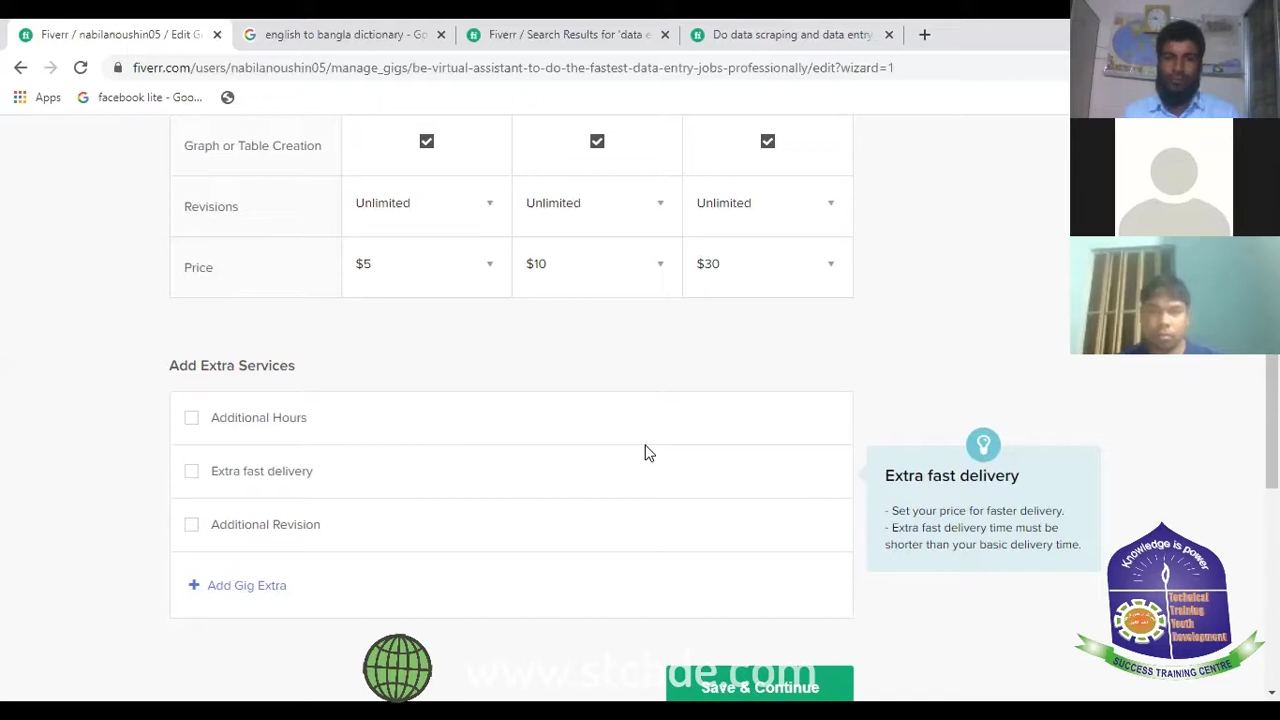 Fiverr / nabilanoushin05 / Edit G
english to bangla dictionary - Go
Fiverr / Search Results for 'data e
Do data scraping and data entry
fiverr.com/users/nabilanoushin05/manage_gigs/be-virtual-assistant-to-do-the-fastest-data-entry-jobs-professionally/edit?wizard=1
Apps
facebook lite - Goo...
Graph or Table Creation
Revisions
Unlimited
Unlimited
Unlimited
Price
$5
$10
$30
Add Extra Services
Additional Hours
Extra fast delivery
Additional Revision
+ Add Gig Extra
Extra fast delivery
- Set your price for faster delivery.
- Extra fast delivery time must be
shorter than your basic delivery time.
Save & Continue
www.stcbde.com
Knowledge is power
Technical
Training
Youth
Development
SUCCESS TRAINING CENTRE